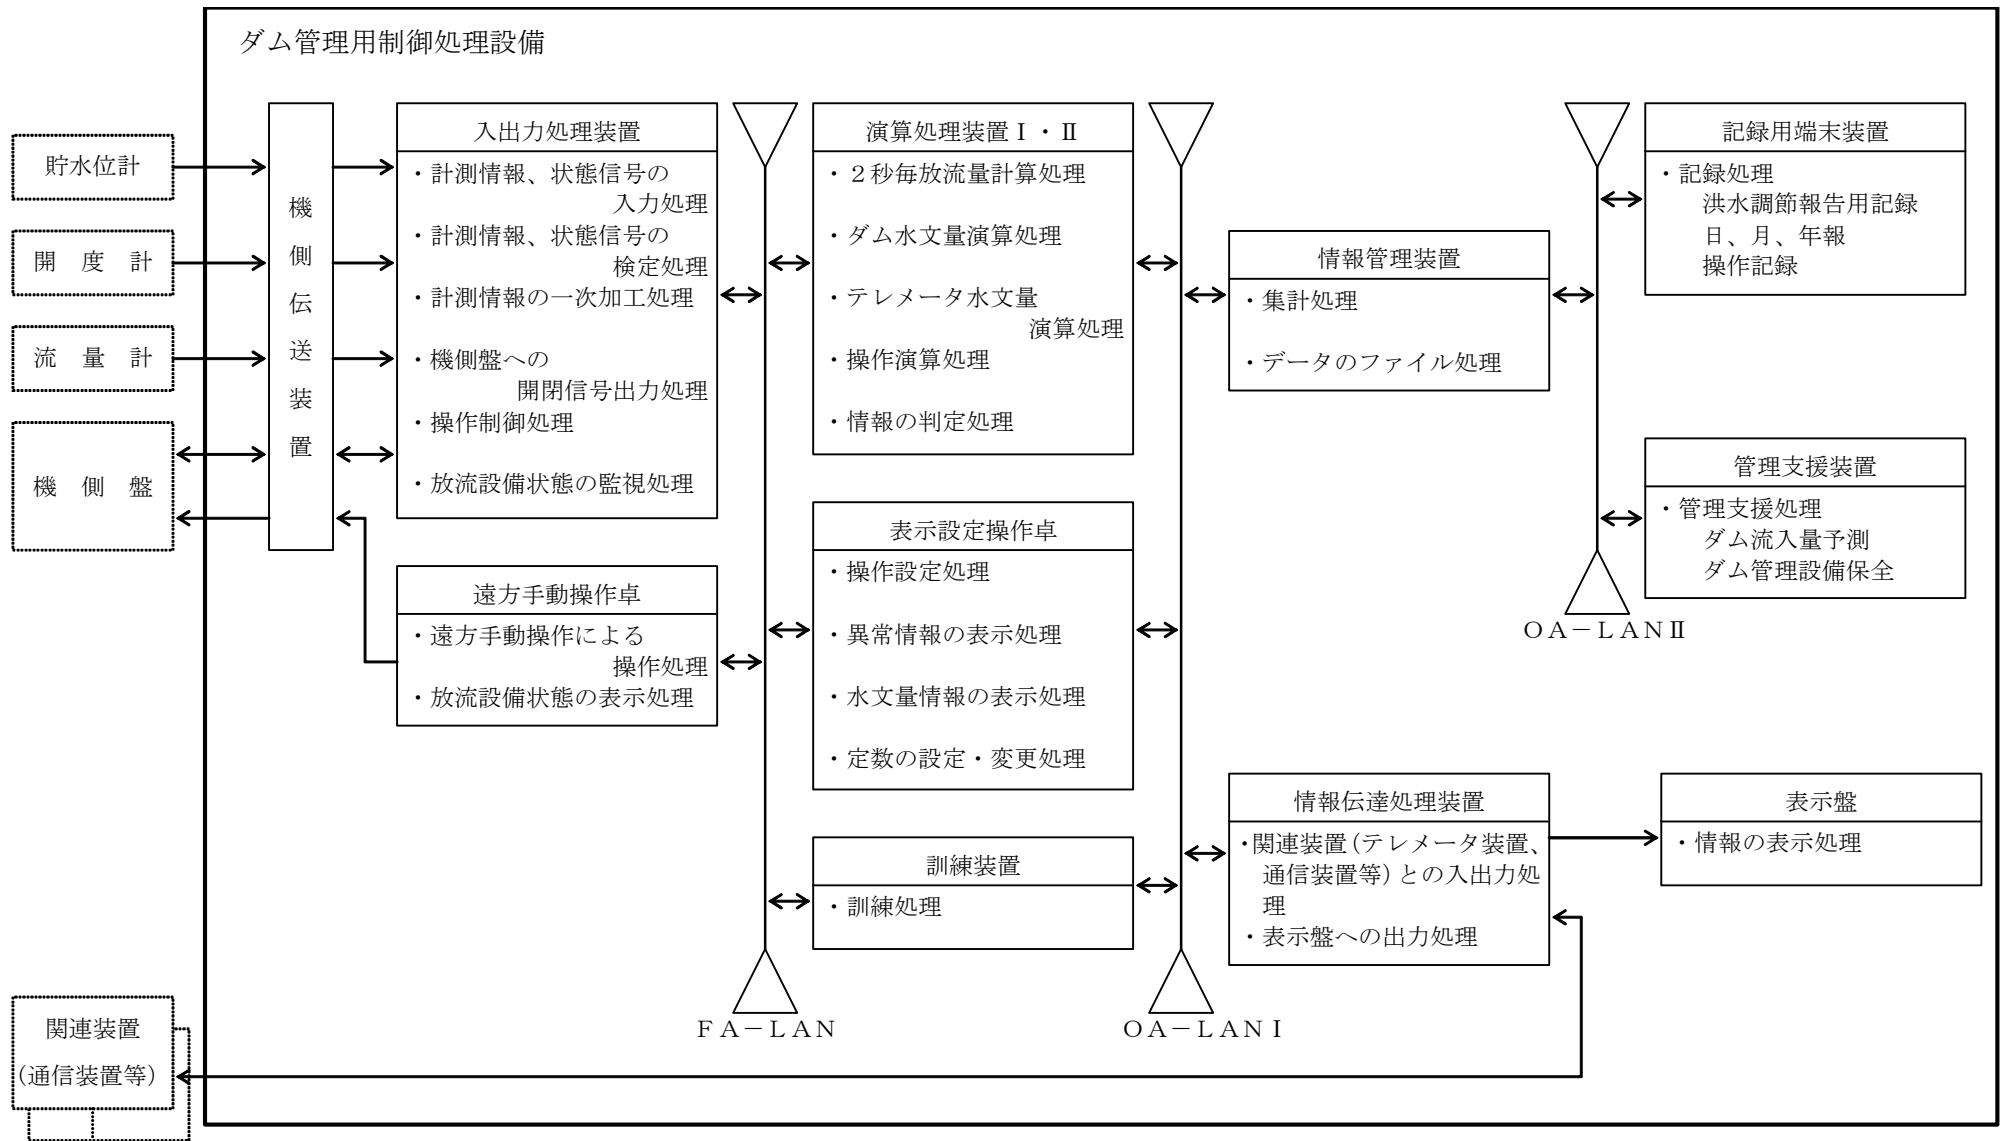 ダム管理用制御処理設備
貯水位計
開度計
流量計
機側盤
関連装置
(通信装置等)
機側伝送装置
入出力処理装置
・計測情報、状態信号の
入力処理
・計測情報、状態信号の
検定処理
・計測情報の一次加工処理
・機側盤への
開閉信号出力処理
・操作制御処理
・放流設備状態の監視処理
遠方手動操作卓
・遠方手動操作による
操作処理
・放流設備状態の表示処理
FA−LAN
演算処理装置Ⅰ・Ⅱ
・２秒毎放流量計算処理
・ダム水文量演算処理
・テレメータ水文量
演算処理
・操作演算処理
・情報の判定処理
表示設定操作卓
・操作設定処理
・異常情報の表示処理
・水文量情報の表示処理
・定数の設定・変更処理
訓練装置
・訓練処理
OA−LANⅠ
情報管理装置
・集計処理
・データのファイル処理
情報伝達処理装置
・関連装置(テレメータ装置、
通信装置等)との入出力処
理
・表示盤への出力処理
OA−LANⅡ
記録用端末装置
・記録処理
洪水調節報告用記録
日、月、年報
操作記録
管理支援装置
・管理支援処理
ダム流入量予測
ダム管理設備保全
表示盤
・情報の表示処理